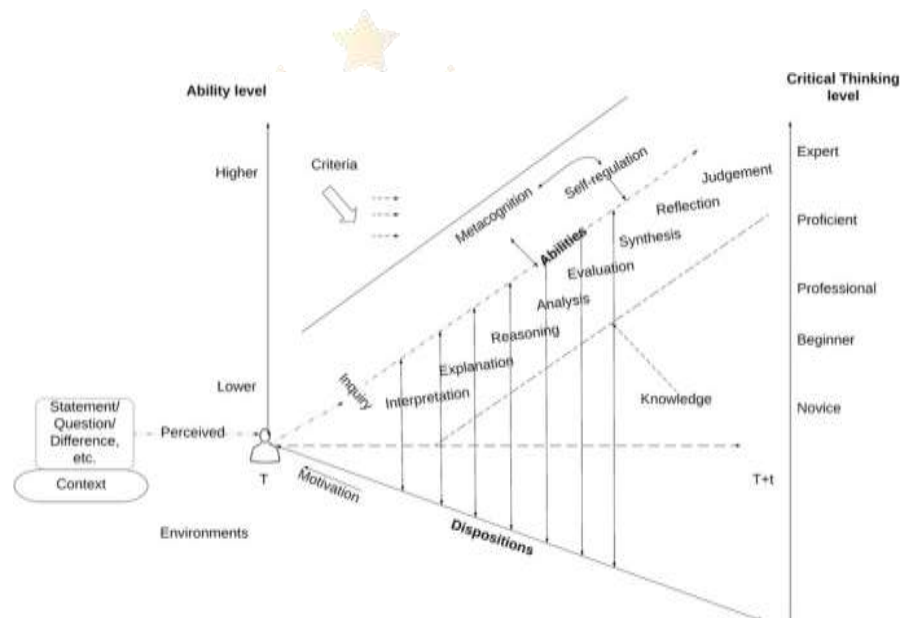 Ability level
Critical Thinking
level
Higher
Criteria
Expert
Judgement
Self-regulation
Metacognition
Reflection
Proficient
Abilities
Synthesis
Evaluation
Professional
Analysis
Reasoning
Beginner
Explanation
Inquiry
Interpretation
Lower
Knowledge
Novice
Statement/
Question/
Difference,
etc.
Perceived
Context
T
Motivation
T+t
Environments
Dispositions